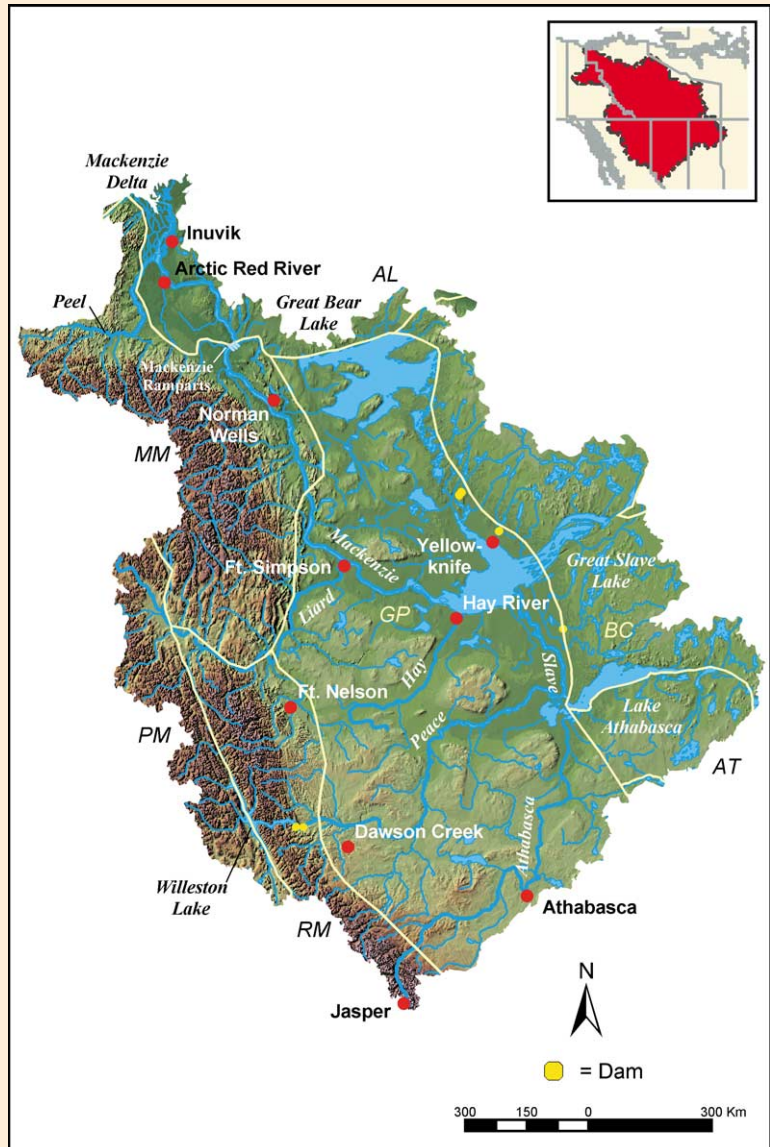 Mackenzie
Delta
Inuvik
Arctic Red River
AL
Great Bear
Lake
Peel
Mackenzie
Ramparts
Norman
Wells
MM
Mackenzie
Yellow-
knife
Ft. Simpson
Great Slave
Lake
Liard
GP
Hay River
BC
Hay
Slave
Ft. Nelson
Peace
Lake
Athabasca
PM
AT
Dawson Creek
Athabasca
Willeston
Lake
RM
Athabasca
Jasper
N
= Dam
300 150 0 300 Km